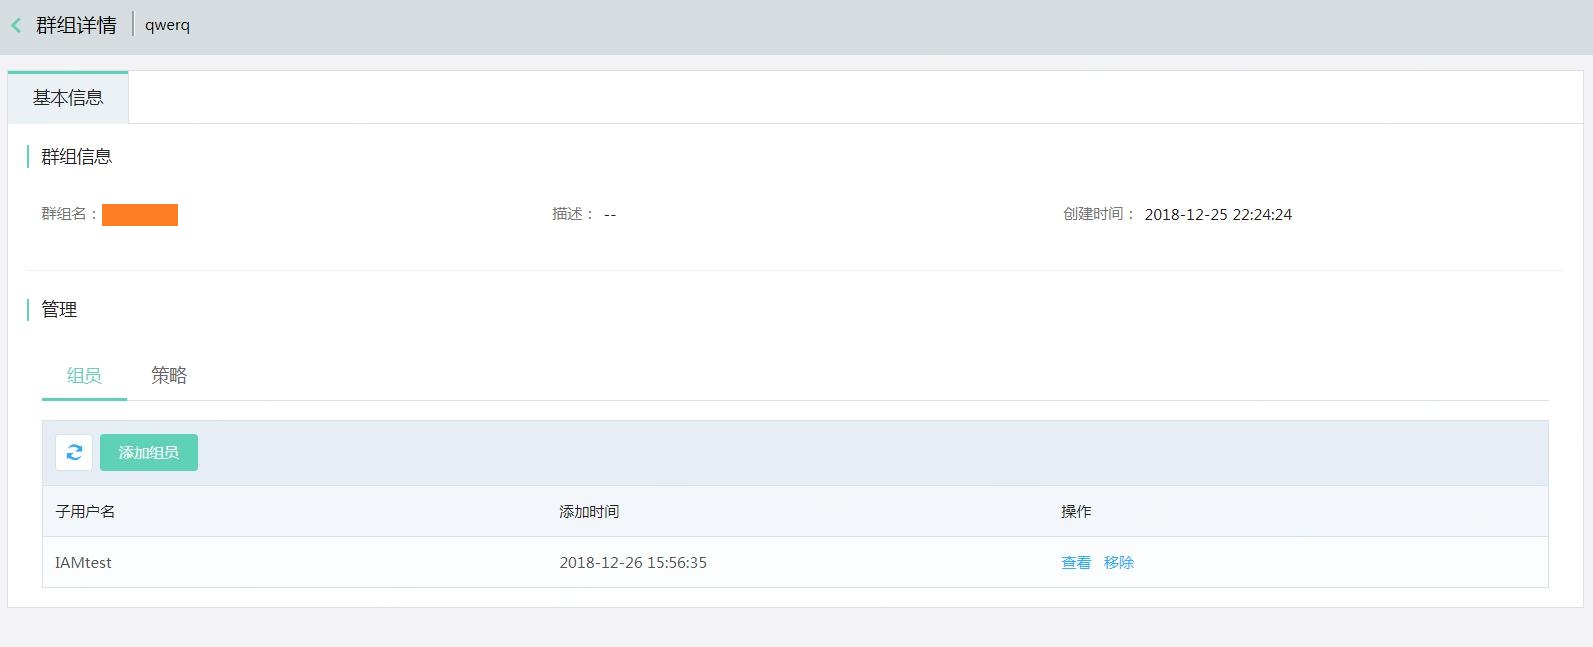 群组详情 qwerq
基本信息
群组信息
群组名： 描述： -- 创建时间： 2018-12-25 22:24:24
管理
组员 策略
添加组员
子用户名 添加时间 操作
IAMtest 2018-12-26 15:56:35 查看 移除